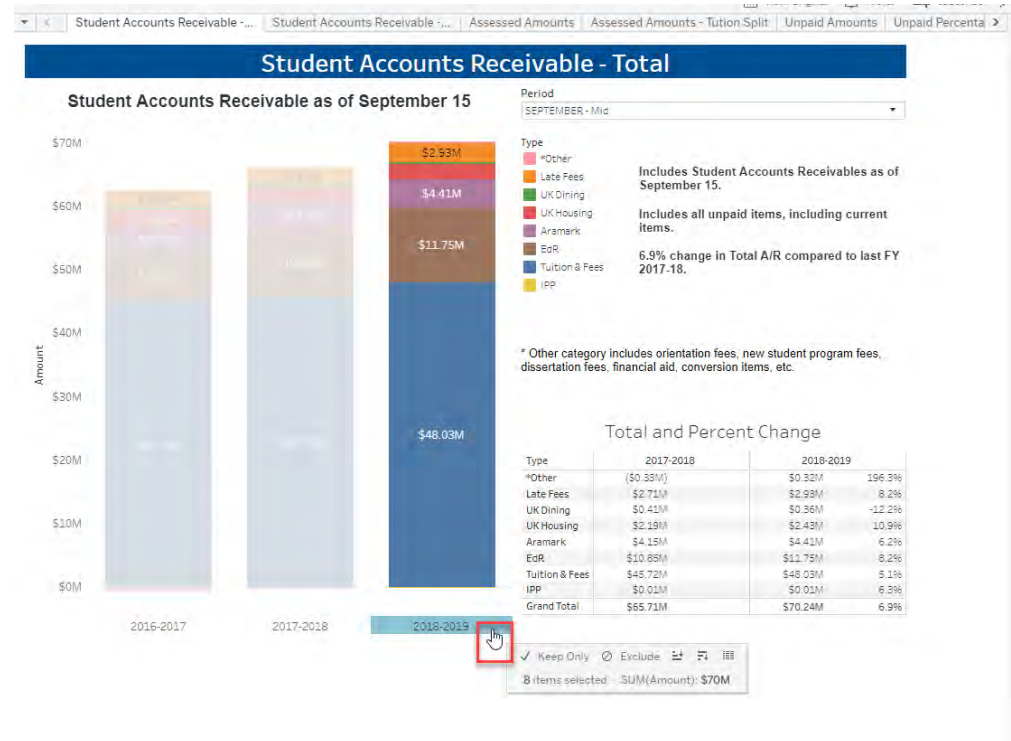 Student Accounts Receivable -...
Student Accounts Receivable -...
Assessed Amounts
Assessed Amounts - Tution Split
Unpaid Amounts
Unpaid Percenta
Student Accounts Receivable - Total
Student Accounts Receivable as of September 15
Period
SEPTEMBER - Mid
$70M
$60M
$50M
$40M
$30M
$20M
$10M
$0M
Amount
$2.93M
$4.41M
$11.75M
$48.03M
2016-2017
2017-2018
2018-2019
Type
*Other
Late Fees
UK Dining
UK Housing
Aramark
EdR
Tuition & Fees
IPP
Includes Student Accounts Receivables as of
September 15.
Includes all unpaid items, including current
items.
6.9% change in Total A/R compared to last FY
2017-18.
* Other category includes orientation fees, new student program fees,
dissertation fees, financial aid, conversion items, etc.
Total and Percent Change
Type 2017-2018 2018-2019
*Other ($0.33M) $0.32M 196.3%
Late Fees $2.71M $2.93M 8.2%
UK Dining $0.41M $0.36M -12.2%
UK Housing $2.19M $2.43M 10.9%
Aramark $4.15M $4.41M 6.2%
EdR $10.85M $11.75M 8.2%
Tuition & Fees $45.72M $48.03M 5.1%
IPP $0.01M $0.01M 6.3%
Grand Total $65.71M $70.24M 6.9%
Keep Only Exclude
8 items selected SUM(Amount): $70M